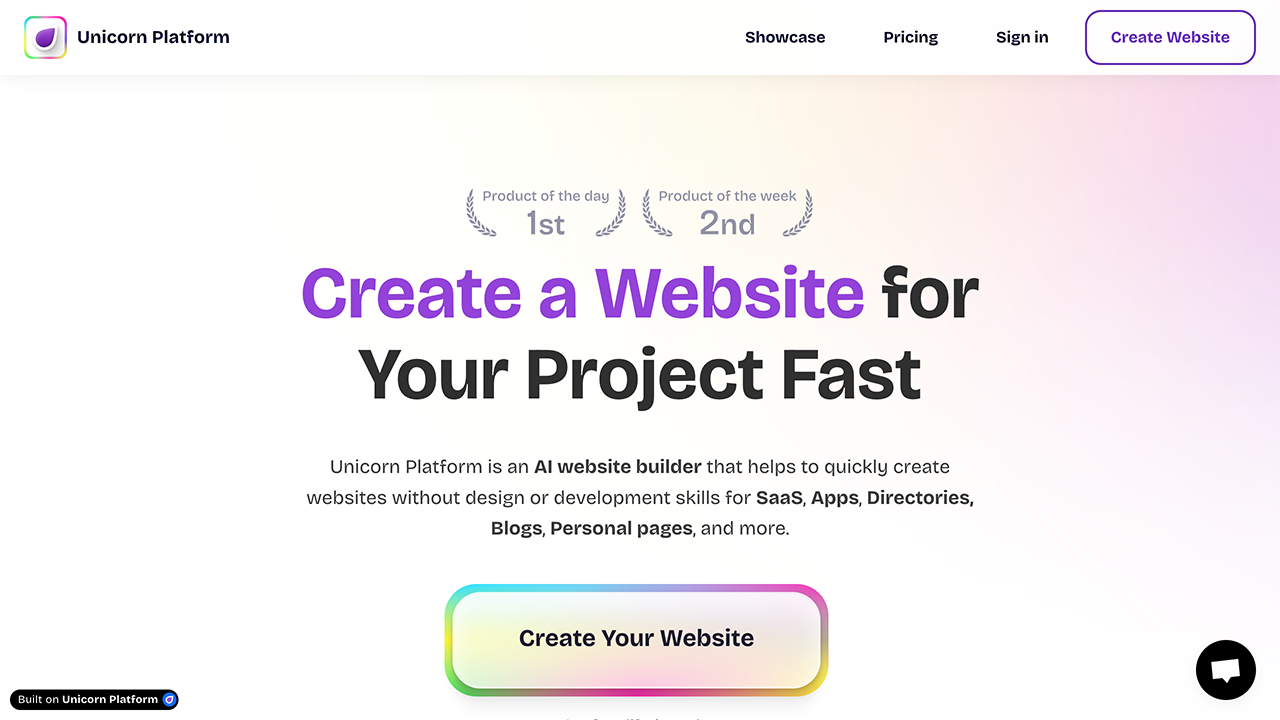 Unicorn Platform
Showcase
Pricing
Sign in
Create Website
Product of the day
1st
Product of the week
2nd
Create a Website for
Your Project Fast
Unicorn Platform is an AI website builder that helps to quickly create
websites without design or development skills for SaaS, Apps, Directories,
Blogs, Personal pages, and more.
Create Your Website
Built on Unicorn Platform